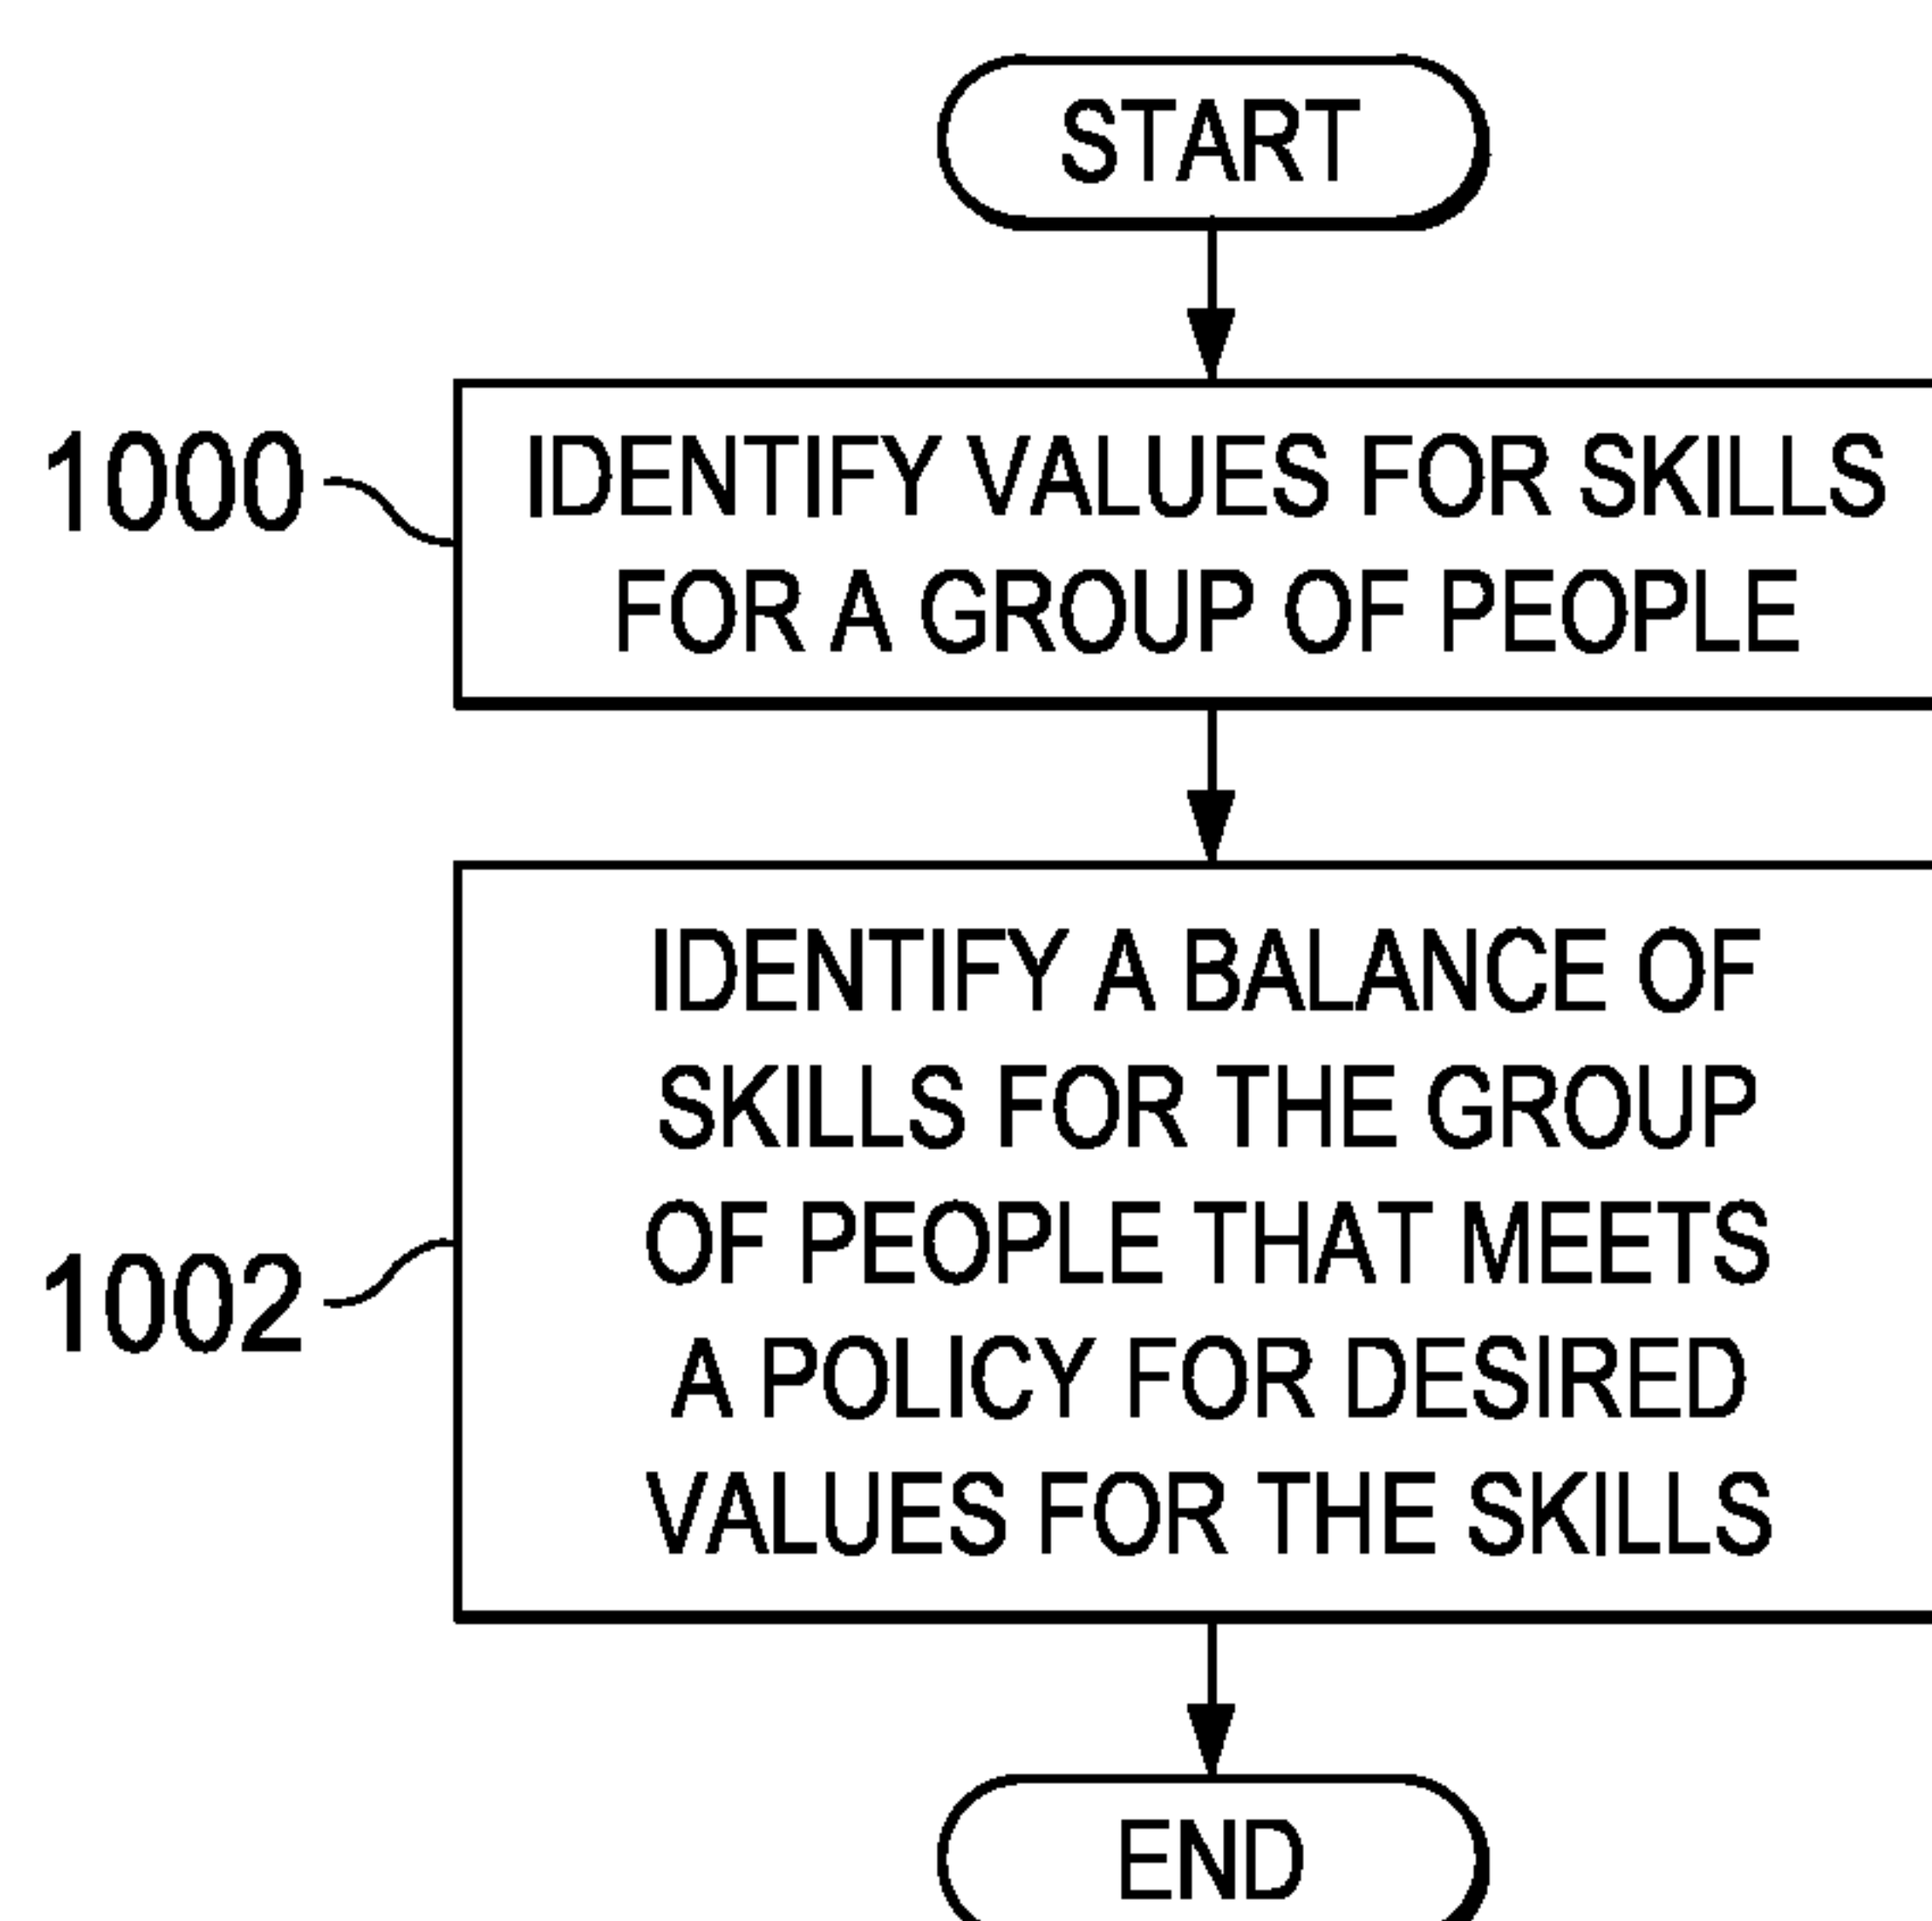 START
1000
IDENTIFY VALUES FOR SKILLS
FOR A GROUP OF PEOPLE
1002
IDENTIFY A BALANCE OF
SKILLS FOR THE GROUP
OF PEOPLE THAT MEETS
A POLICY FOR DESIRED
VALUES FOR THE SKILLS
END